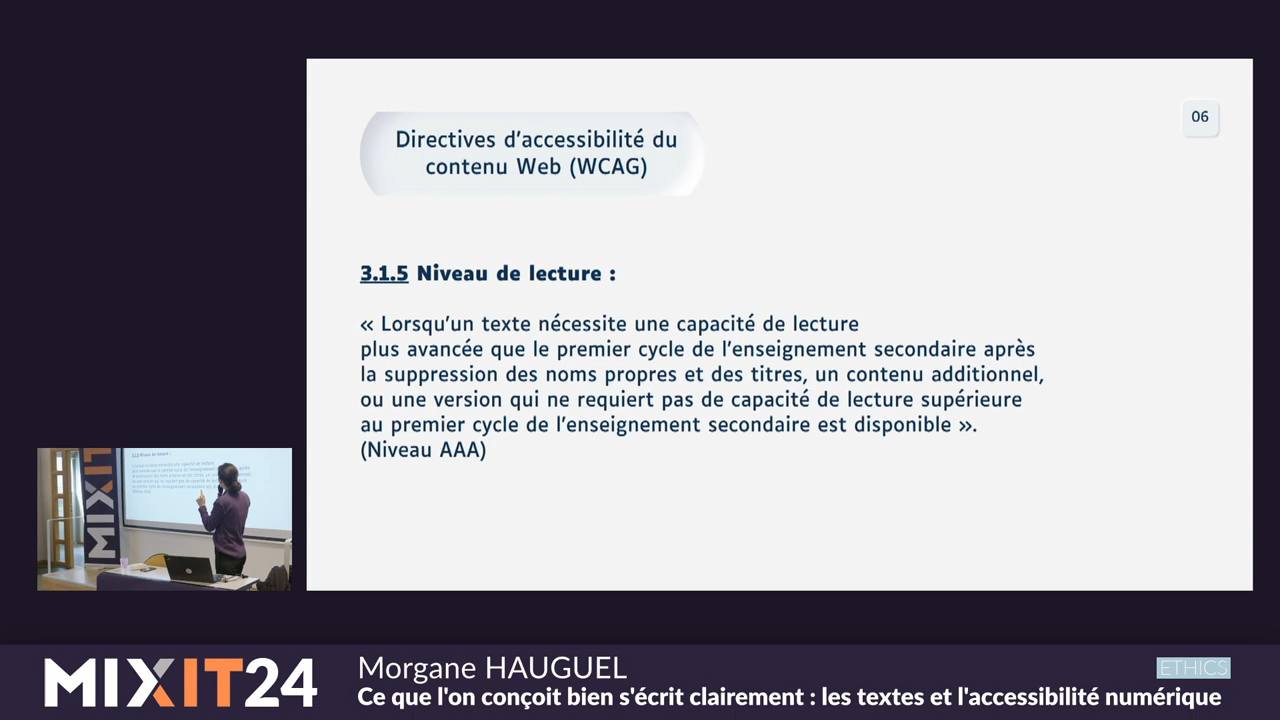 Directives d'accessibilité du
contenu Web (WCAG)
06
3.1.5 Niveau de lecture :
« Lorsqu'un texte nécessite une capacité de lecture
plus avancée que le premier cycle de l'enseignement secondaire après
la suppression des noms propres et des titres, un contenu additionnel,
ou une version qui ne requiert pas de capacité de lecture supérieure
au premier cycle de l'enseignement secondaire est disponible ».
(Niveau AAA)
MIXIT
MIXIT24
Morgane HAUGUEL
ETHICS
Ce que l'on conçoit bien s'écrit clairement : les textes et l'accessibilité numérique